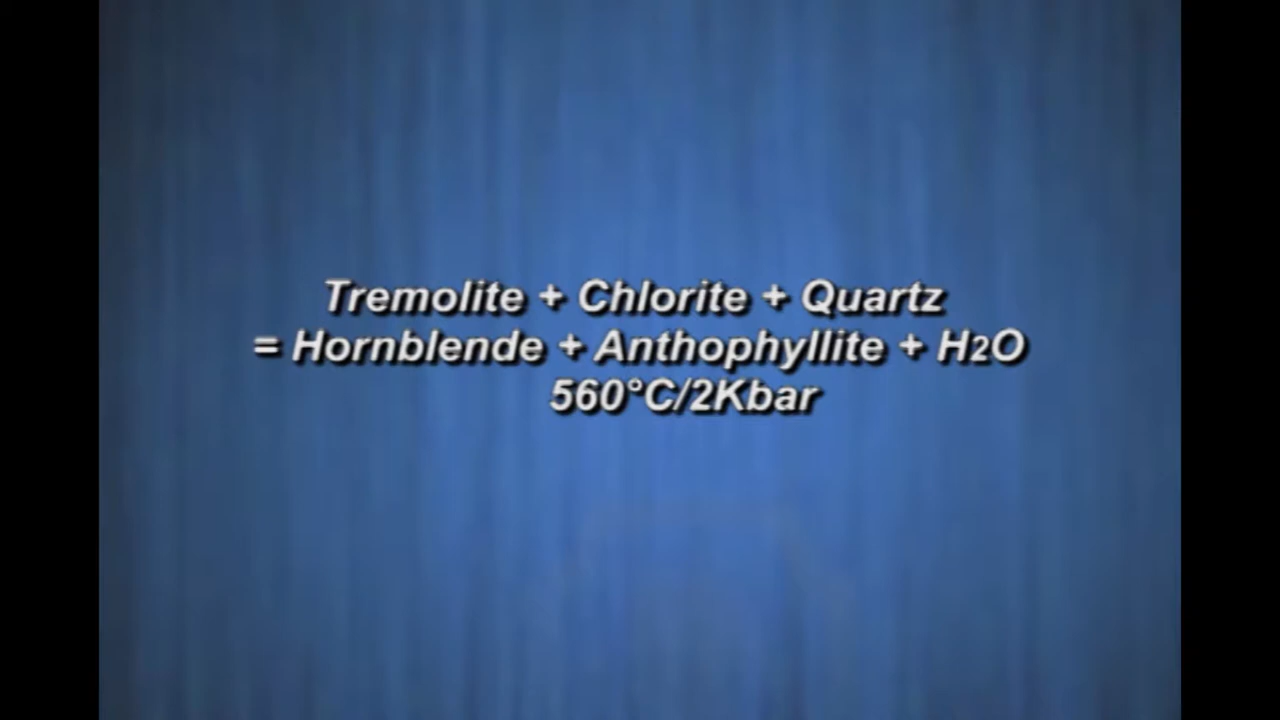 Tremolite + Chlorite + Quartz
= Hornblende + Anthophyllite + H2O
560°C/2Kbar